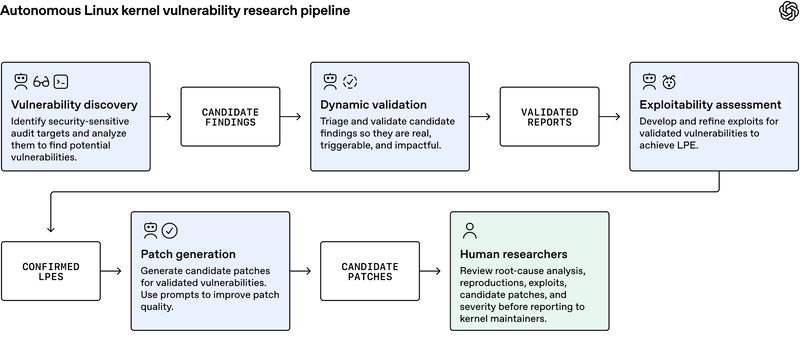 Autonomous Linux kernel vulnerability research pipeline
Vulnerability discovery
Identify security-sensitive
audit targets and analyze
them to find potential
vulnerabilities.
CANDIDATE
FINDINGS
Dynamic validation
Triage and validate candidate
findings so they are real,
triggerable, and impactful.
VALIDATED
REPORTS
Exploitability assessment
Develop and refine exploits for
validated vulnerabilities to
achieve LPE.
CONFIRMED
LPES
Patch generation
Generate candidate patches
for validated vulnerabilities.
Use prompts to improve patch
quality.
CANDIDATE
PATCHES
Human researchers
Review root-cause analysis,
reproductions, exploits,
candidate patches, and
severity before reporting to
kernel maintainers.